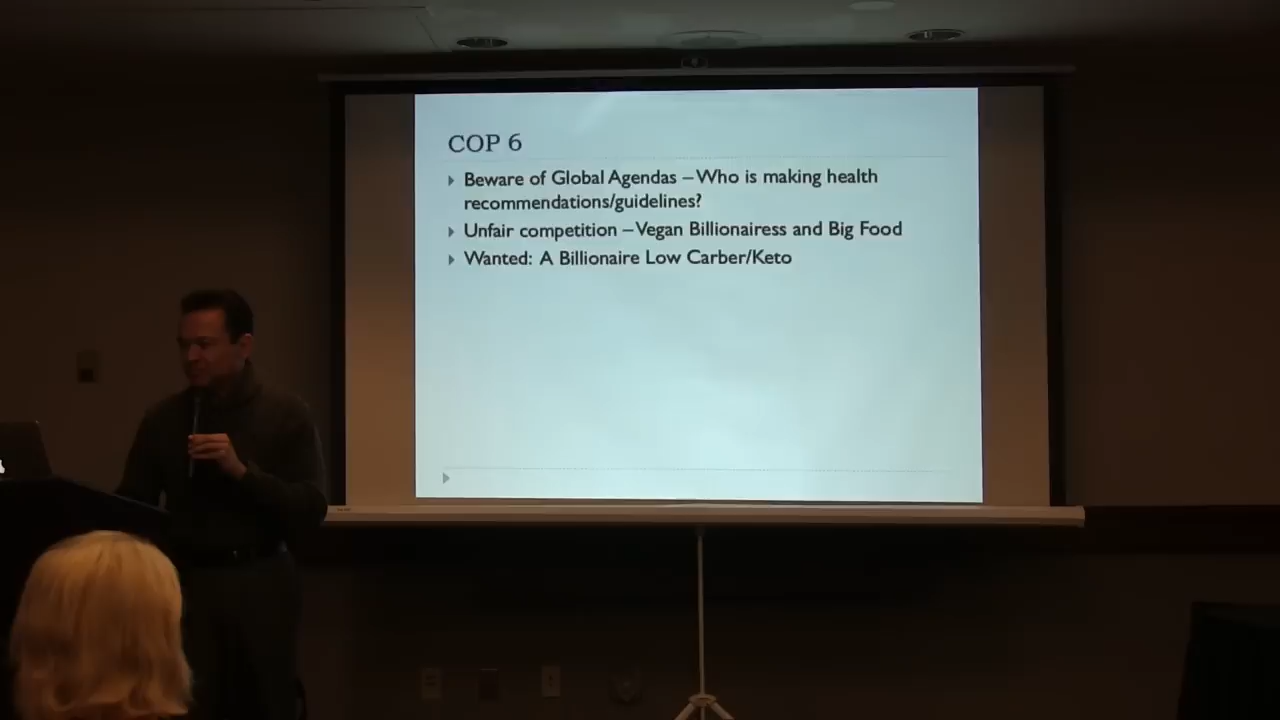 COP 6
Beware of Global Agendas – Who is making health
recommendations/guidelines?
Unfair competition – Vegan Billionairess and Big Food
Wanted: A Billionaire Low Carber/Keto